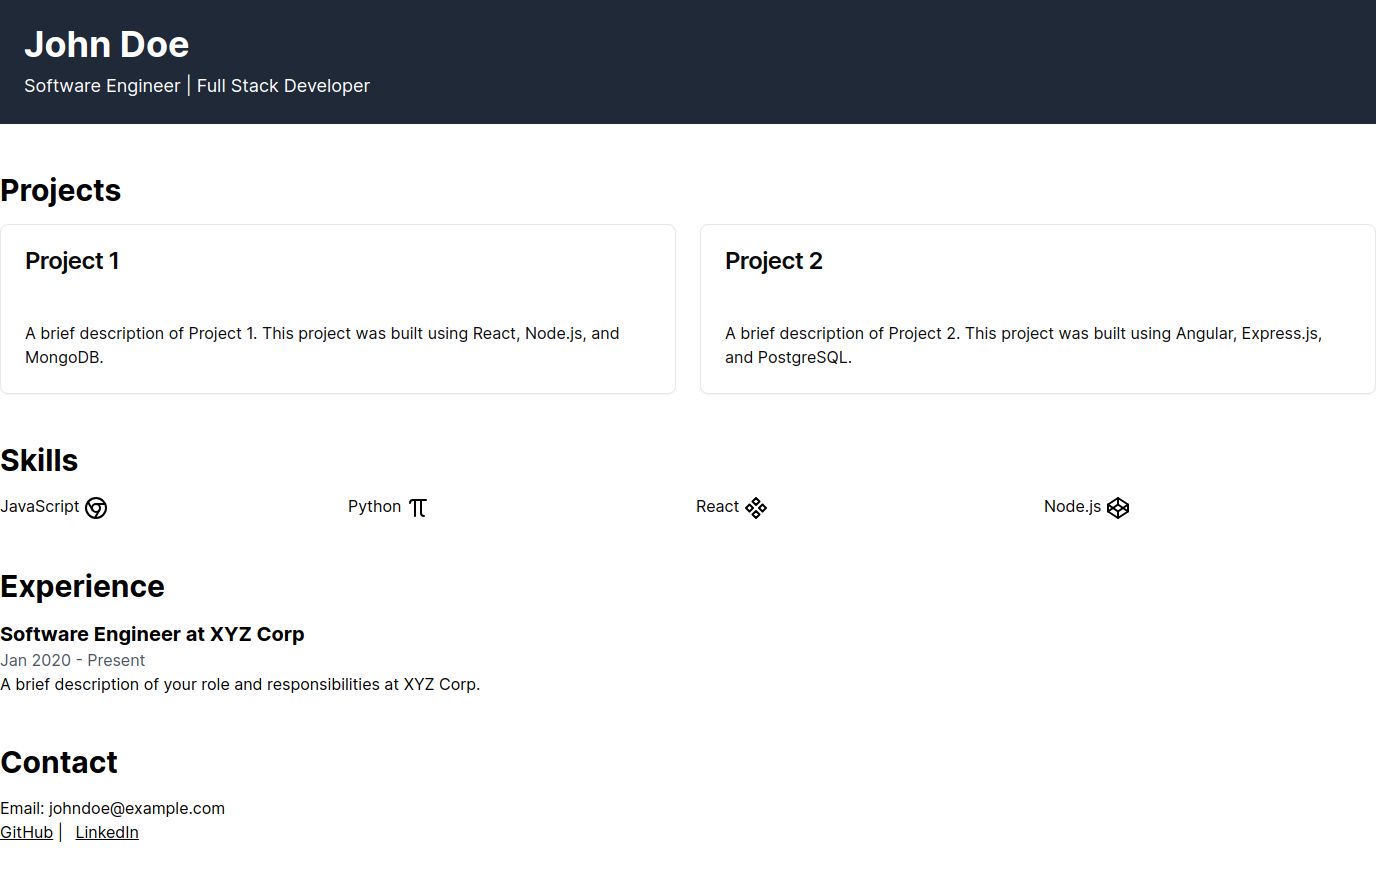 John Doe
Software Engineer | Full Stack Developer
Projects
Project 1
A brief description of Project 1. This project was built using React, Node.js, and
MongoDB.
Project 2
A brief description of Project 2. This project was built using Angular, Express.js,
and PostgreSQL.
Skills
JavaScript
Python
React
Node.js
Experience
Software Engineer at XYZ Corp
Jan 2020 - Present
A brief description of your role and responsibilities at XYZ Corp.
Contact
Email: johndoe@example.com
GitHub | LinkedIn